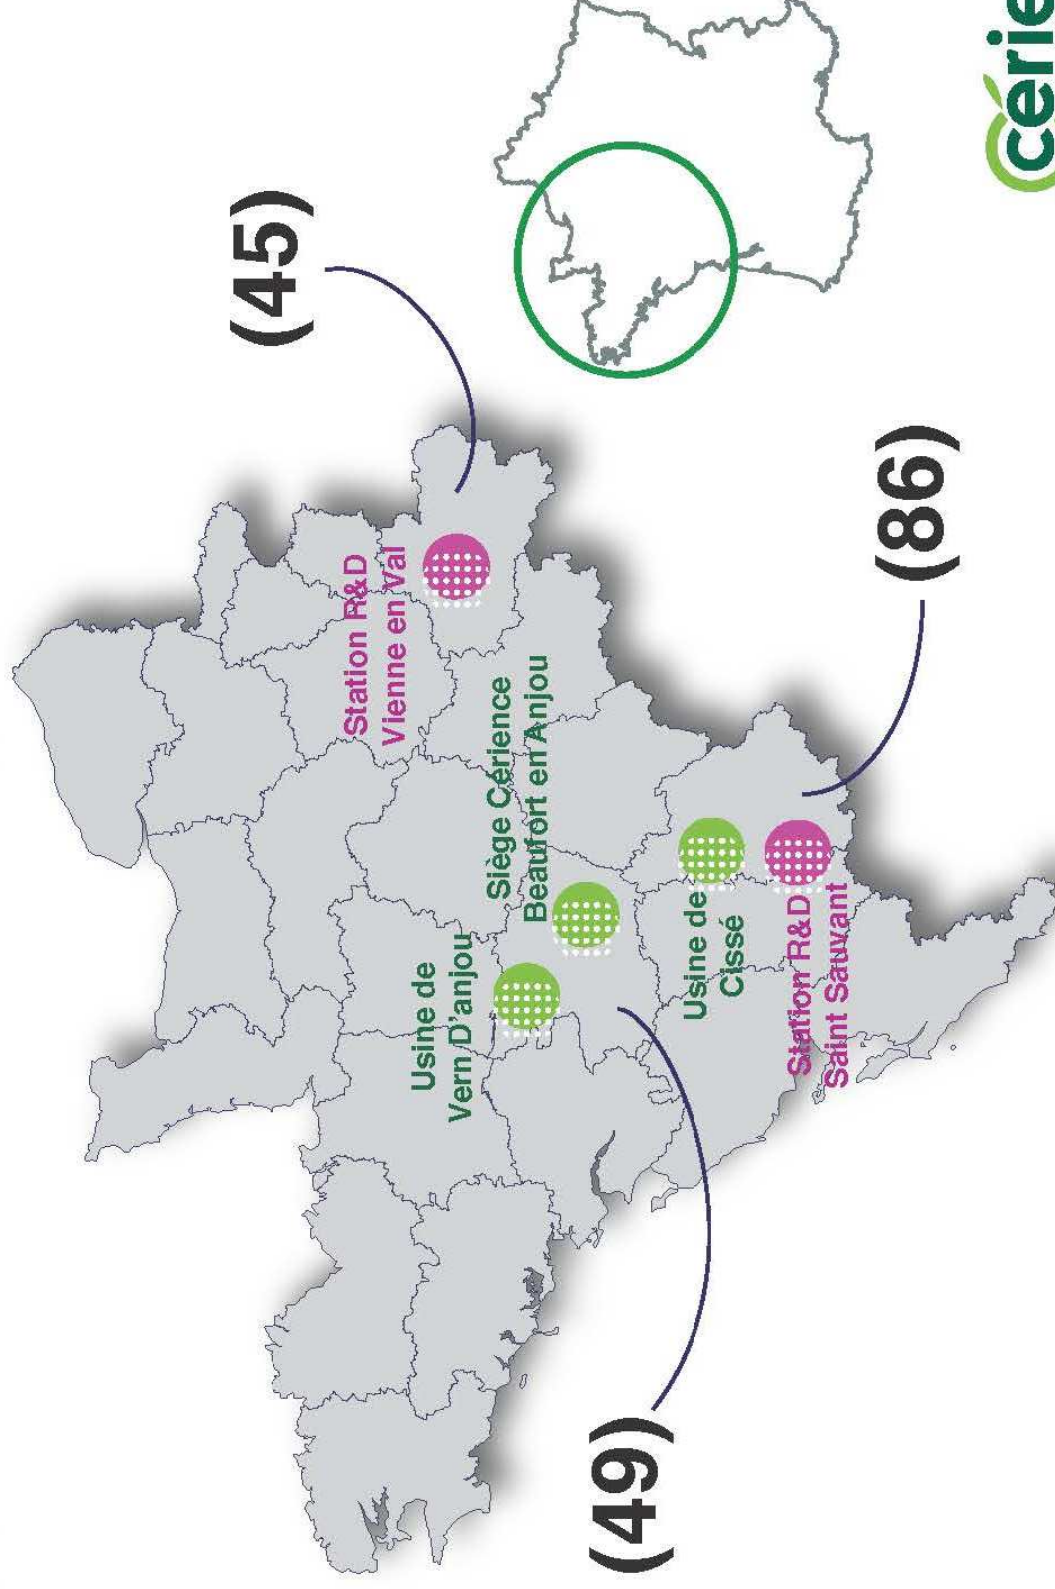 (45)
Station R&D
Vienne en Val
Siège Cérience
Beaufort en Anjou
Usine de
Vern D'anjou
(49)
Usine de
Cissé
(86)
Station R&D
Saint Sauvant